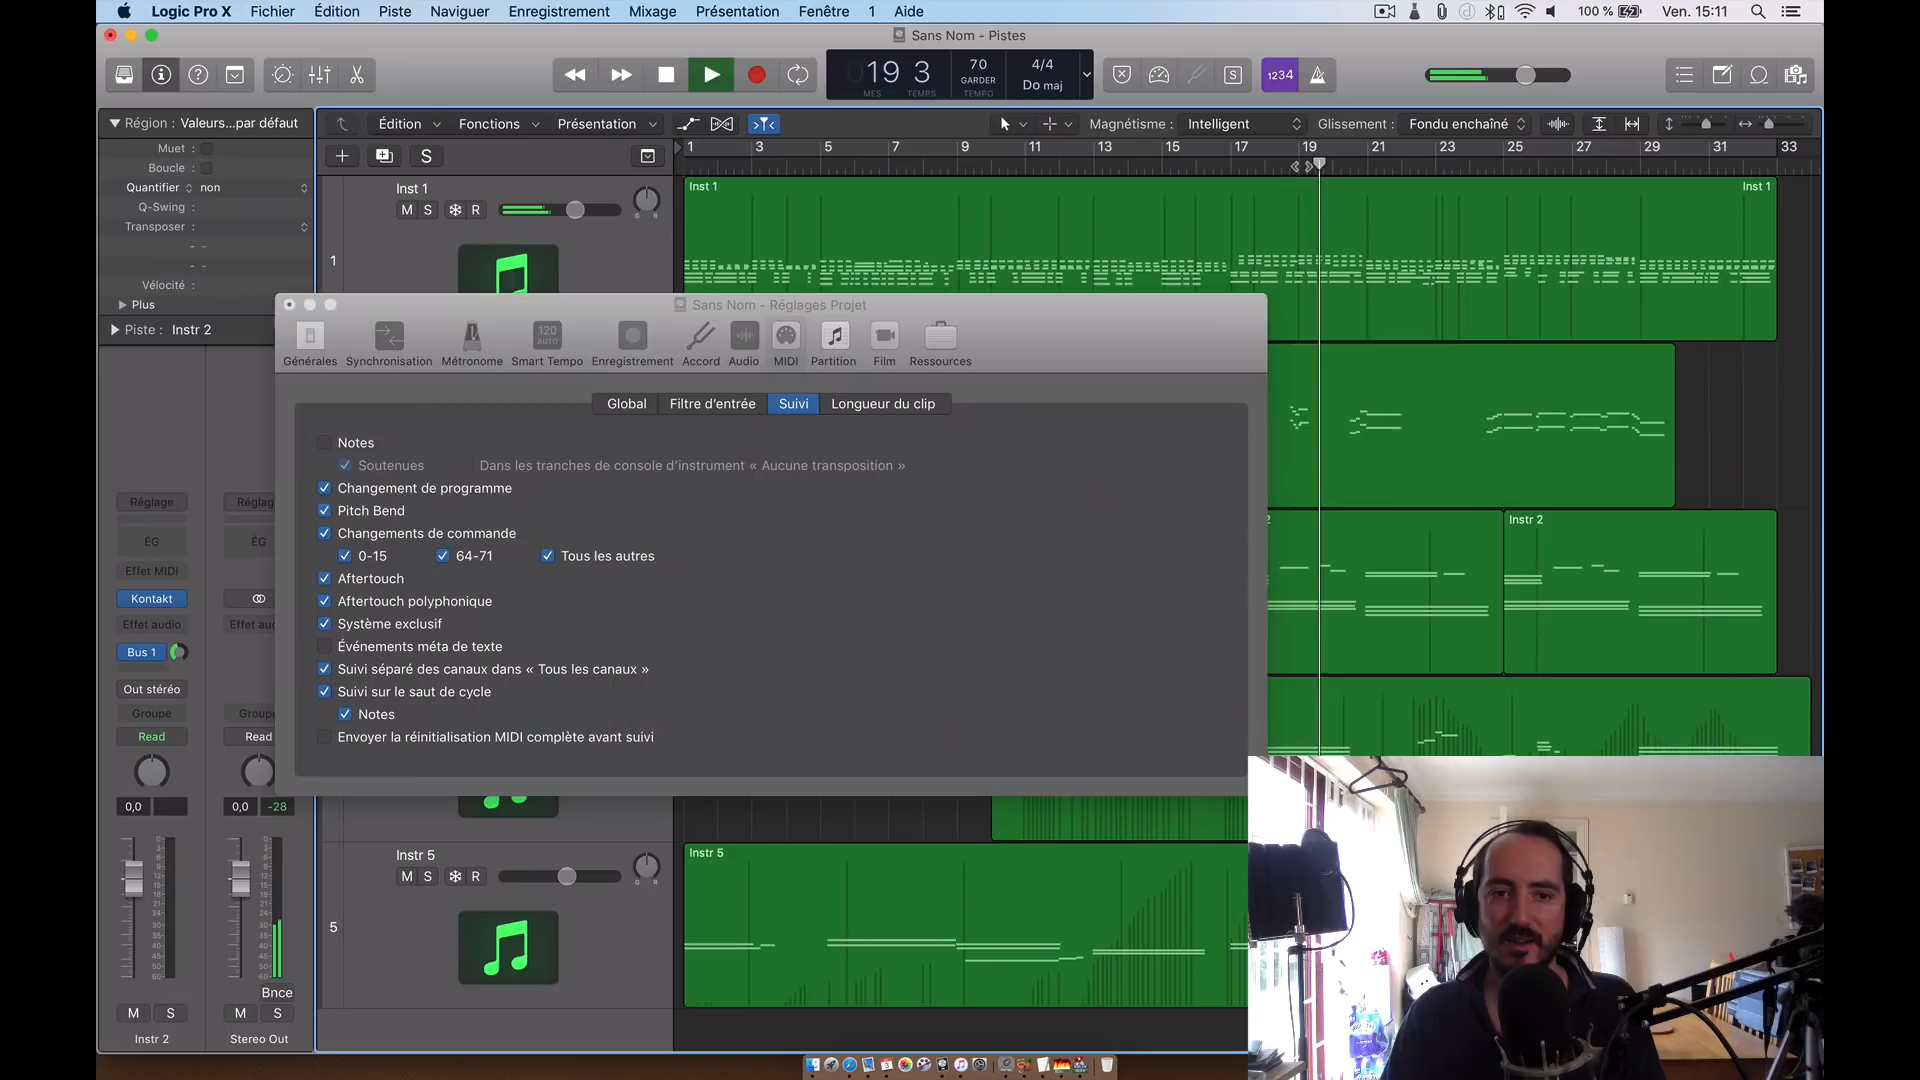 Logic Pro X Fichier Édition Piste Naviguer Enregistrement Mixage Présentation Fenêtre 1 Aide 100 % Ven. 15:11
Sans Nom - Pistes
19 3 70 4/4
GARDER Do maj
MES TEMPS TEMPO
S 1234
Région : Valeurs...par défaut
Édition Fonctions Présentation Magnétisme : Intelligent Glissement : Fondu enchaîné
Muet :
Boucle :
Quantifier non
Q-Swing :
Transposer :
Vélocité :
Plus
Piste : Instr 2
S
1 3 5 7 9 11 13 15 17 19 21 23 25 27 29 31 33
Inst 1
M S R
G R
1
Inst 1 Inst 1
Sans Nom - Réglages Projet
120
AUTO
Générales Synchronisation Métronome Smart Tempo Enregistrement Accord Audio MIDI Partition Film Ressources
Global Filtre d’entrée Suivi Longueur du clip
Notes
Soutenues Dans les tranches de console d’instrument « Aucune transposition »
Changement de programme
Pitch Bend
Changements de commande
0-15 64-71 Tous les autres
Aftertouch
Aftertouch polyphonique
Système exclusif
Événements méta de texte
Suivi séparé des canaux dans « Tous les canaux »
Suivi sur le saut de cycle
Notes
Envoyer la réinitialisation MIDI complète avant suivi
2 Instr 2
Réglage Réglag
ÉG ÉG
Effet MIDI
Kontakt
Effet audio Effet aud
Bus 1
Out stéréo
Groupe Groupe
Read Read
0,0 0,0 -28
Bnce
M S M S
Instr 2 Stereo Out
Instr 5
M S R
G R
5
Instr 5